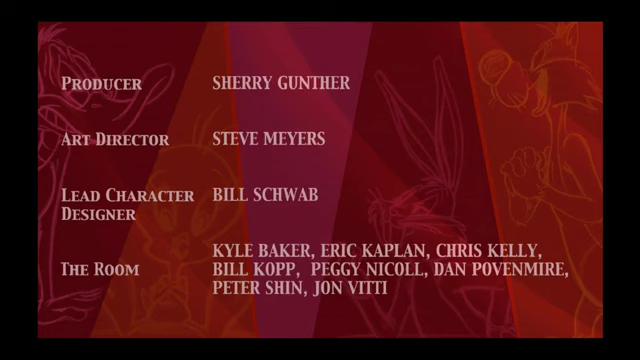 Producer SHERRY GUNTHER
Art Director STEVE MEYERS
Lead Character BILL SCHWAB
Designer
KYLE BAKER, ERIC KAPLAN, CHRIS KELLY,
The Room BILL KOPP, PEGGY NICOLL, DAN POVENMIRE,
PETER SHIN, JON VITTI